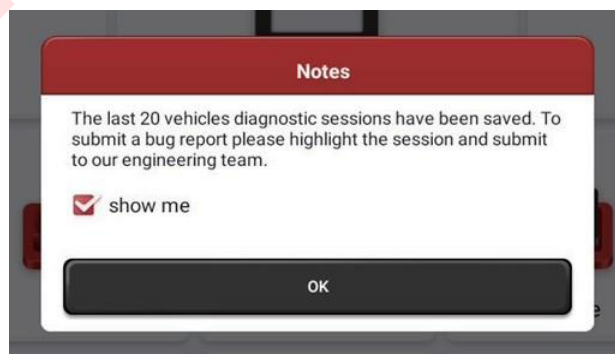 Notes
The last 20 vehicles diagnostic sessions have been saved. To
submit a bug report please highlight the session and submit
to our engineering team.
show me
OK
e